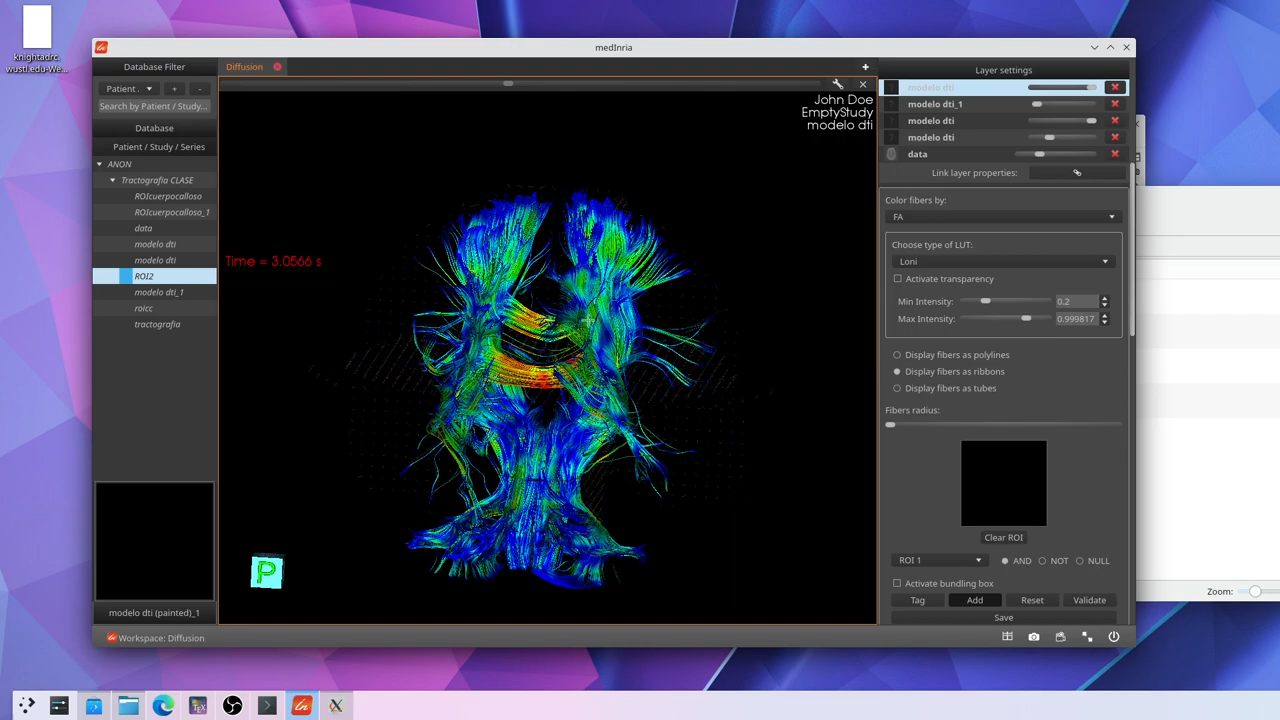 knightadrc.
wustl.edu-We...
medInria
Database Filter
Patient .
+
-
Search by Patient / Study...
Database
Patient / Study / Series
ANON
Tractografia CLASE
ROIcuerpocalloso
ROIcuerpocalloso_1
data
modelo dti
modelo dti
ROI2
modelo dti_1
roicc
tractografia
modelo dti (painted)_1
Diffusion
+
John Doe
EmptyStudy
modelo dti
Time = 3.0566 s
P
Layer settings
modelo dti
modelo dti_1
modelo dti
modelo dti
data
Link layer properties:
Color fibers by:
FA
Choose type of LUT:
Loni
Activate transparency
Min Intensity:
0.2
Max Intensity:
0.999817
Display fibers as polylines
Display fibers as ribbons
Display fibers as tubes
Fibers radius:
Clear ROI
ROI 1
AND
NOT
NULL
Activate bundling box
Tag
Add
Reset
Validate
Save
Workspace: Diffusion
Zoom: